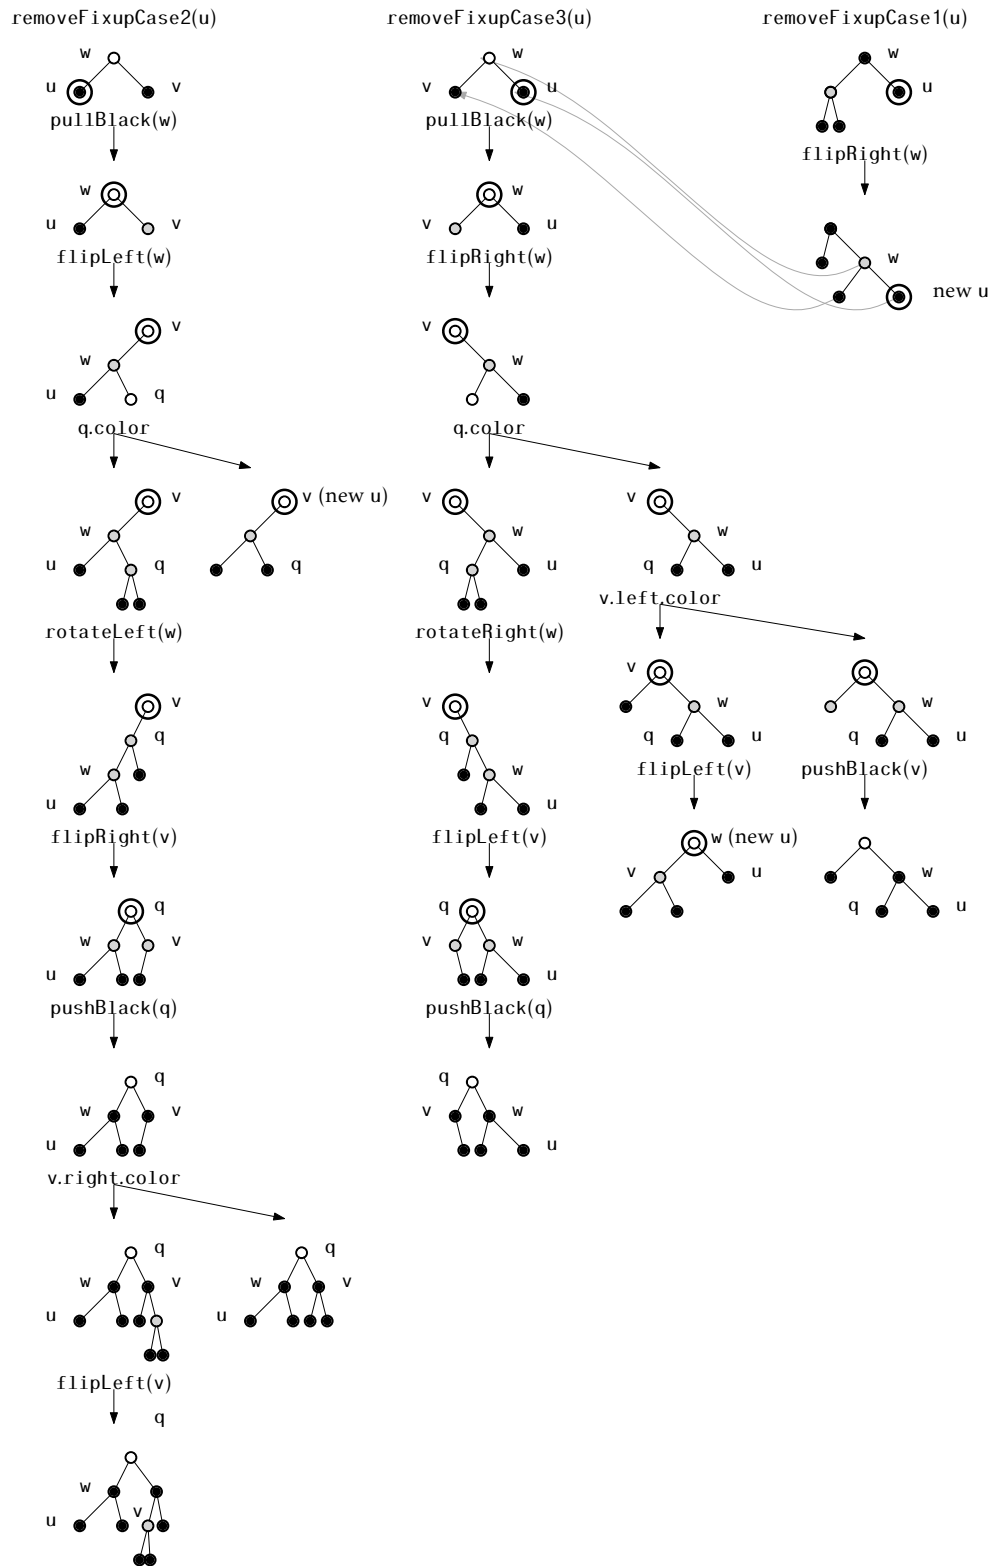 removeFixupCase2(u) removeFixupCase3(u) removeFixupCase1(u)
w w
u v v u u
pullBlack(w) pullBlack(w)
flipRight(w)
w w
u v v u
flipLeft(w) flipRight(w) w
new u
v v
w w
u q
q.color q.color
v v (new u) v w v w
w
u q q q u q u
v.left.color
rotateLeft(w) rotateRight(w)
v w w
v v
q q u q u
w w
u u flipLeft(v) pushBlack(v)
flipRight(v) flipLeft(v)
w (new u)
v u w
q q q u
w v v w
u u
pushBlack(q) pushBlack(q)
q q
w v v w
u u
v.right.color
q q
w v w v
u u
flipLeft(v)
q
w
u v